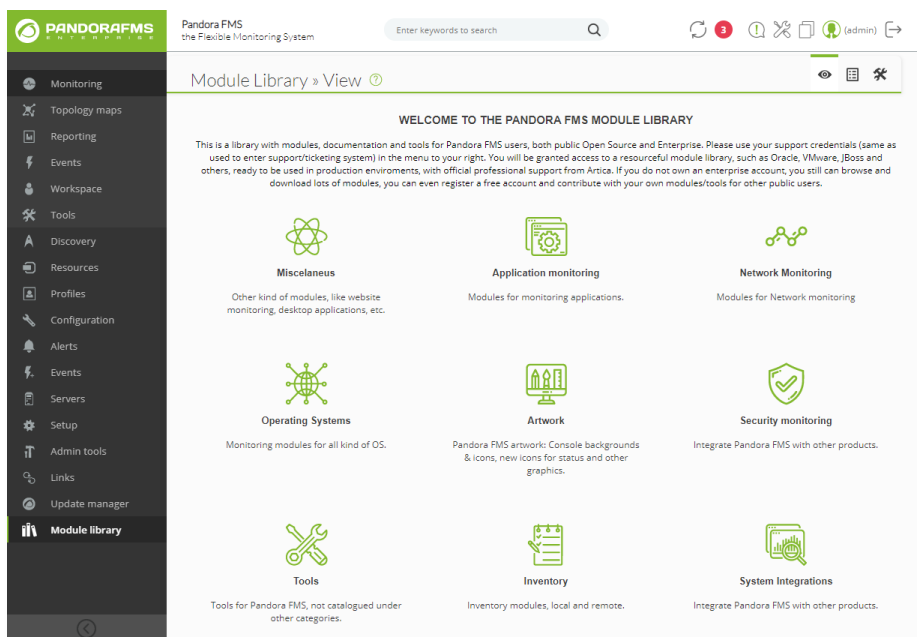 PANDORAFMS
ENTERPRISE
Pandora FMS
the Flexible Monitoring System
Enter keywords to search
3
(admin)
Monitoring
Topology maps
Reporting
Events
Workspace
Tools
Discovery
Resources
Profiles
Configuration
Alerts
Events
Servers
Setup
Admin tools
Links
Update manager
Module library
Module Library » View
WELCOME TO THE PANDORA FMS MODULE LIBRARY
This is a library with modules, documentation and tools for Pandora FMS users, both public Open Source and Enterprise. Please use your support credentials (same as
used to enter support/ticketing system) in the menu to your right. You will be granted access to a resourceful module library, such as Oracle, VMware, JBoss and
others, ready to be used in production enviroments, with official professional support from Artica. If you do not own an enterprise account, you still can browse and
download lots of modules, you can even register a free account and contribute with your own modules/tools for other public users.
Miscelaneus
Other kind of modules, like website
monitoring, desktop applications, etc.
Application monitoring
Modules for monitoring applications.
Network Monitoring
Modules for Network monitoring
Operating Systems
Monitoring modules for all kind of OS.
Artwork
Pandora FMS artwork: Console backgrounds
& icons, new icons for status and other
graphics.
Security monitoring
Integrate Pandora FMS with other products.
Tools
Tools for Pandora FMS, not catalogued under
other categories.
Inventory
Inventory modules, local and remote.
System Integrations
Integrate Pandora FMS with other products.